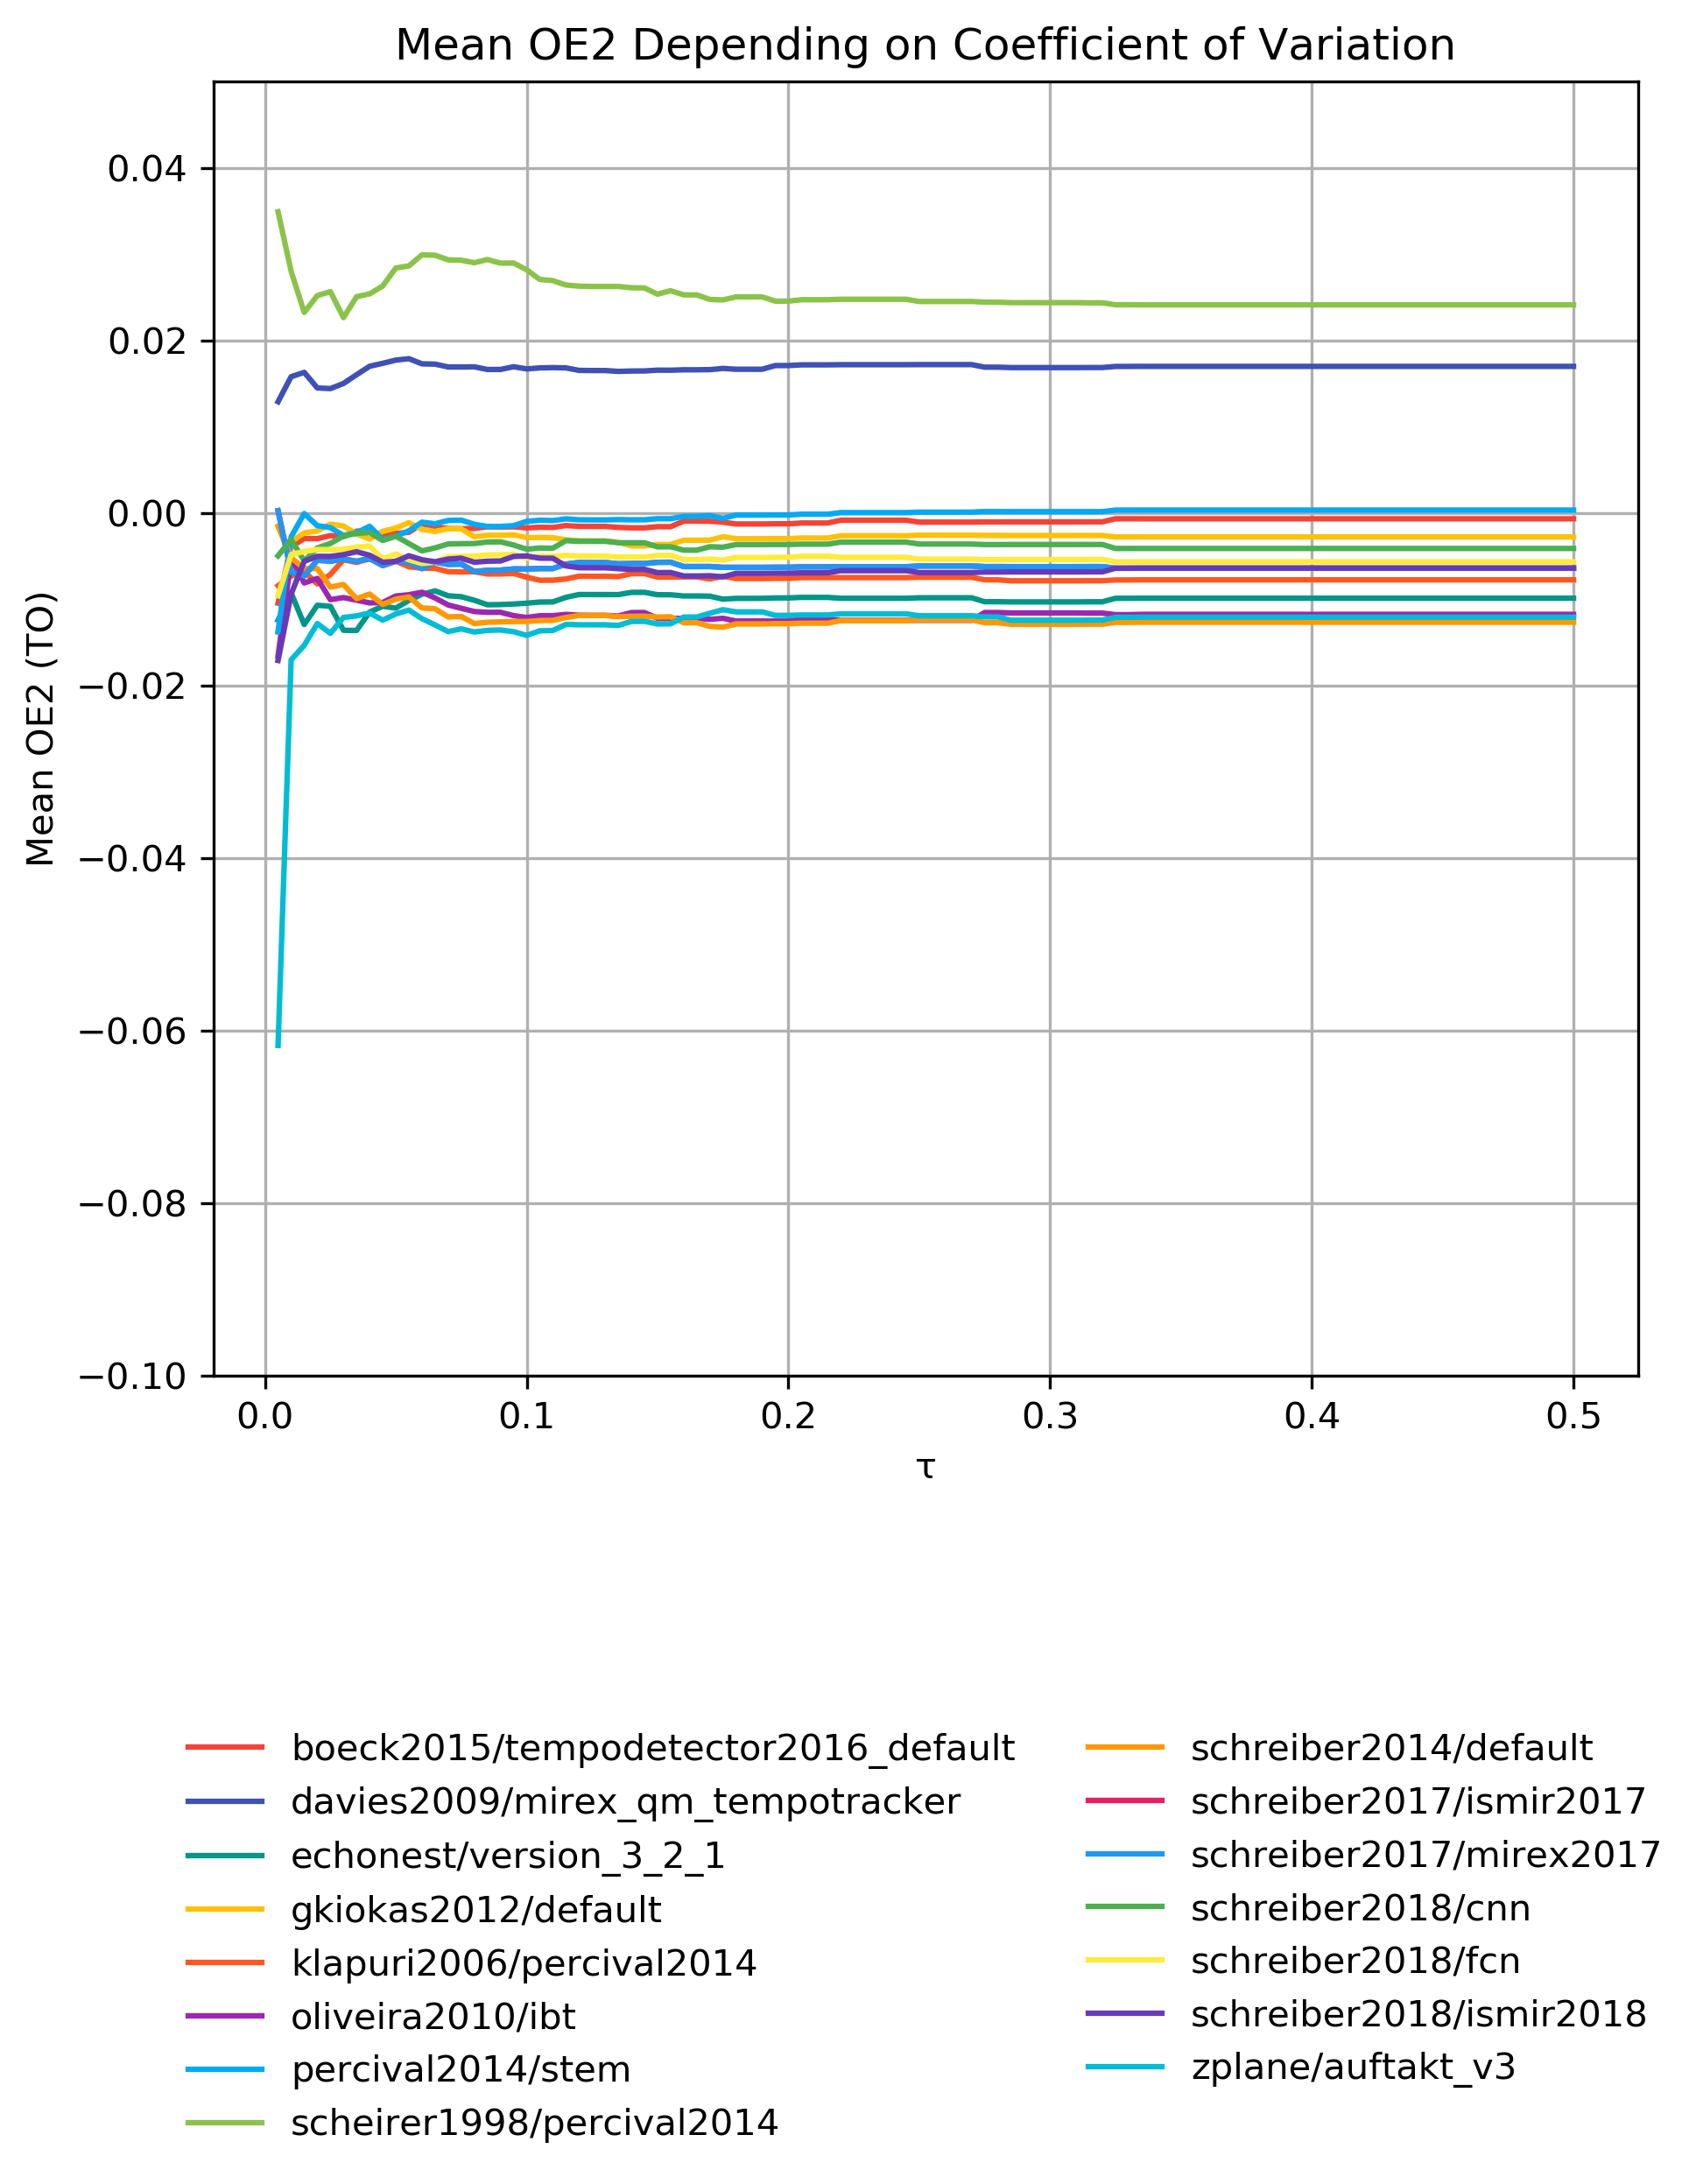 Mean OE2 Depending on Coefficient of Variation
Mean OE2 (TO)
0.04
0.02
0.00
−0.02
−0.04
−0.06
−0.08
−0.10
0.0 0.1 0.2 0.3 0.4 0.5
τ
boeck2015/tempodetector2016_default
davies2009/mirex_qm_tempotracker
echonest/version_3_2_1
gkiokas2012/default
klapuri2006/percival2014
oliveira2010/ibt
percival2014/stem
scheirer1998/percival2014
schreiber2014/default
schreiber2017/ismir2017
schreiber2017/mirex2017
schreiber2018/cnn
schreiber2018/fcn
schreiber2018/ismir2018
zplane/auftakt_v3